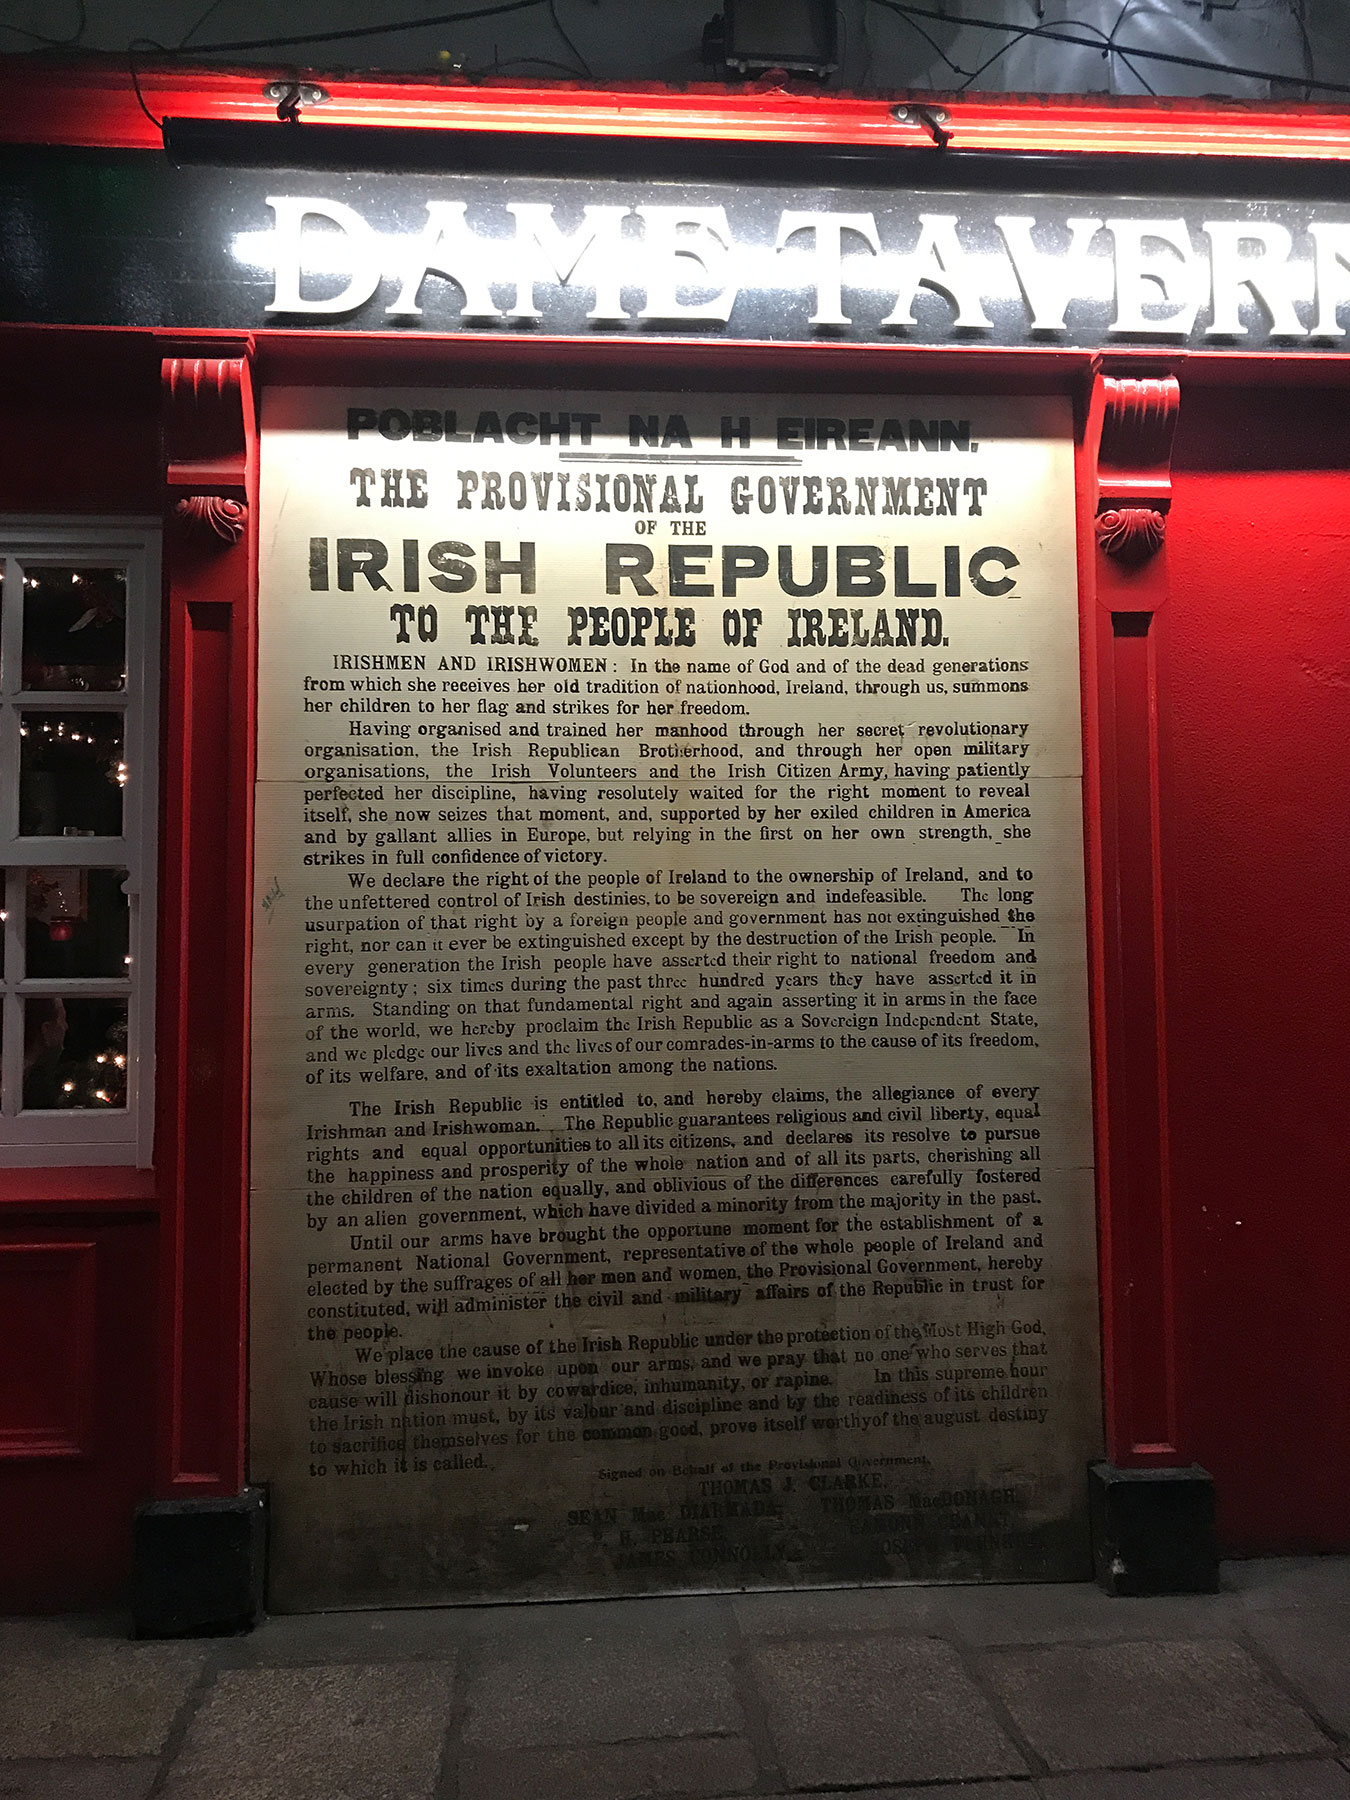 DAME TAVERN
POBLACHT NA H EIREANN.
THE PROVISIONAL GOVERNMENT
OF THE
IRISH REPUBLIC
TO THE PEOPLE OF IRELAND.
IRISHMEN AND IRISHWOMEN: In the name of God and of the dead generations
from which she receives her old tradition of nationhood, Ireland, through us, summons
her children to her flag and strikes for her freedom.
Having organised and trained her manhood through her secret revolutionary
organisation, the Irish Republican Brotherhood, and through her open military
organisations, the Irish Volunteers and the Irish Citizen Army, having patiently
perfected her discipline, having resolutely waited for the right moment to reveal
itself, she now seizes that moment, and, supported by her exiled children in America
and by gallant allies in Europe, but relying in the first on her own strength, she
strikes in full confidence of victory.
We declare the right of the people of Ireland to the ownership of Ireland, and to
the unfettered control of Irish destinies, to be sovereign and indefeasible. The long
usurpation of that right by a foreign people and government has not extinguished the
right, nor can it ever be extinguished except by the destruction of the Irish people. In
every generation the Irish people have asserted their right to national freedom and
sovereignty; six times during the past three hundred years they have asserted it in
arms. Standing on that fundamental right and again asserting it in arms in the face
of the world, we hereby proclaim the Irish Republic as a Sovereign Independent State,
and we pledge our lives and the lives of our comrades-in-arms to the cause of its freedom,
of its welfare, and of its exaltation among the nations.
The Irish Republic is entitled to, and hereby claims, the allegiance of every
Irishman and Irishwoman. The Republic guarantees religious and civil liberty, equal
rights and equal opportunities to all its citizens, and declares its resolve to pursue
the happiness and prosperity of the whole nation and of all its parts, cherishing all
the children of the nation equally, and oblivious of the differences carefully fostered
by an alien government, which have divided a minority from the majority in the past.
Until our arms have brought the opportune moment for the establishment of a
permanent National Government, representative of the whole people of Ireland and
elected by the suffrages of all her men and women, the Provisional Government, hereby
constituted, will administer the civil and military affairs of the Republic in trust for
the people.
We place the cause of the Irish Republic under the protection of the Most High God,
Whose blessing we invoke upon our arms, and we pray that no one who serves that
cause will dishonour it by cowardice, inhumanity, or rapine. In this supreme hour
the Irish nation must, by its valour and discipline and by the readiness of its children
to sacrifice themselves for the common good, prove itself worthy of the august destiny
to which it is called.
Signed on Behalf of the Provisional Government,
THOMAS J. CLARKE,
SEAN Mac DIARMADA, THOMAS MacDONAGH,
P. H. PEARSE, EAMONN CEANNT,
JAMES CONNOLLY, JOSEPH PLUNKETT